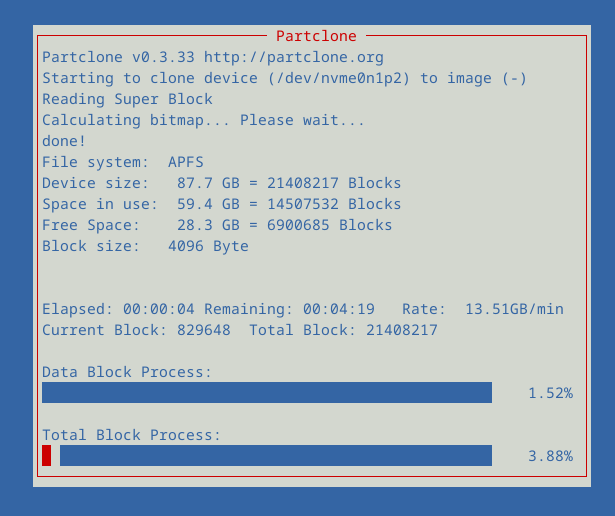 Partclone
Partclone v0.3.33 http://partclone.org
Starting to clone device (/dev/nvme0n1p2) to image (-)
Reading Super Block
Calculating bitmap... Please wait...
done!
File system:  APFS
Device size:   87.7 GB = 21408217 Blocks
Space in use:  59.4 GB = 14507532 Blocks
Free Space:    28.3 GB = 6900685 Blocks
Block size:   4096 Byte
Elapsed: 00:00:04 Remaining: 00:04:19   Rate:  13.51GB/min
Current Block: 829648  Total Block: 21408217
Data Block Process:
1.52%
Total Block Process:
3.88%